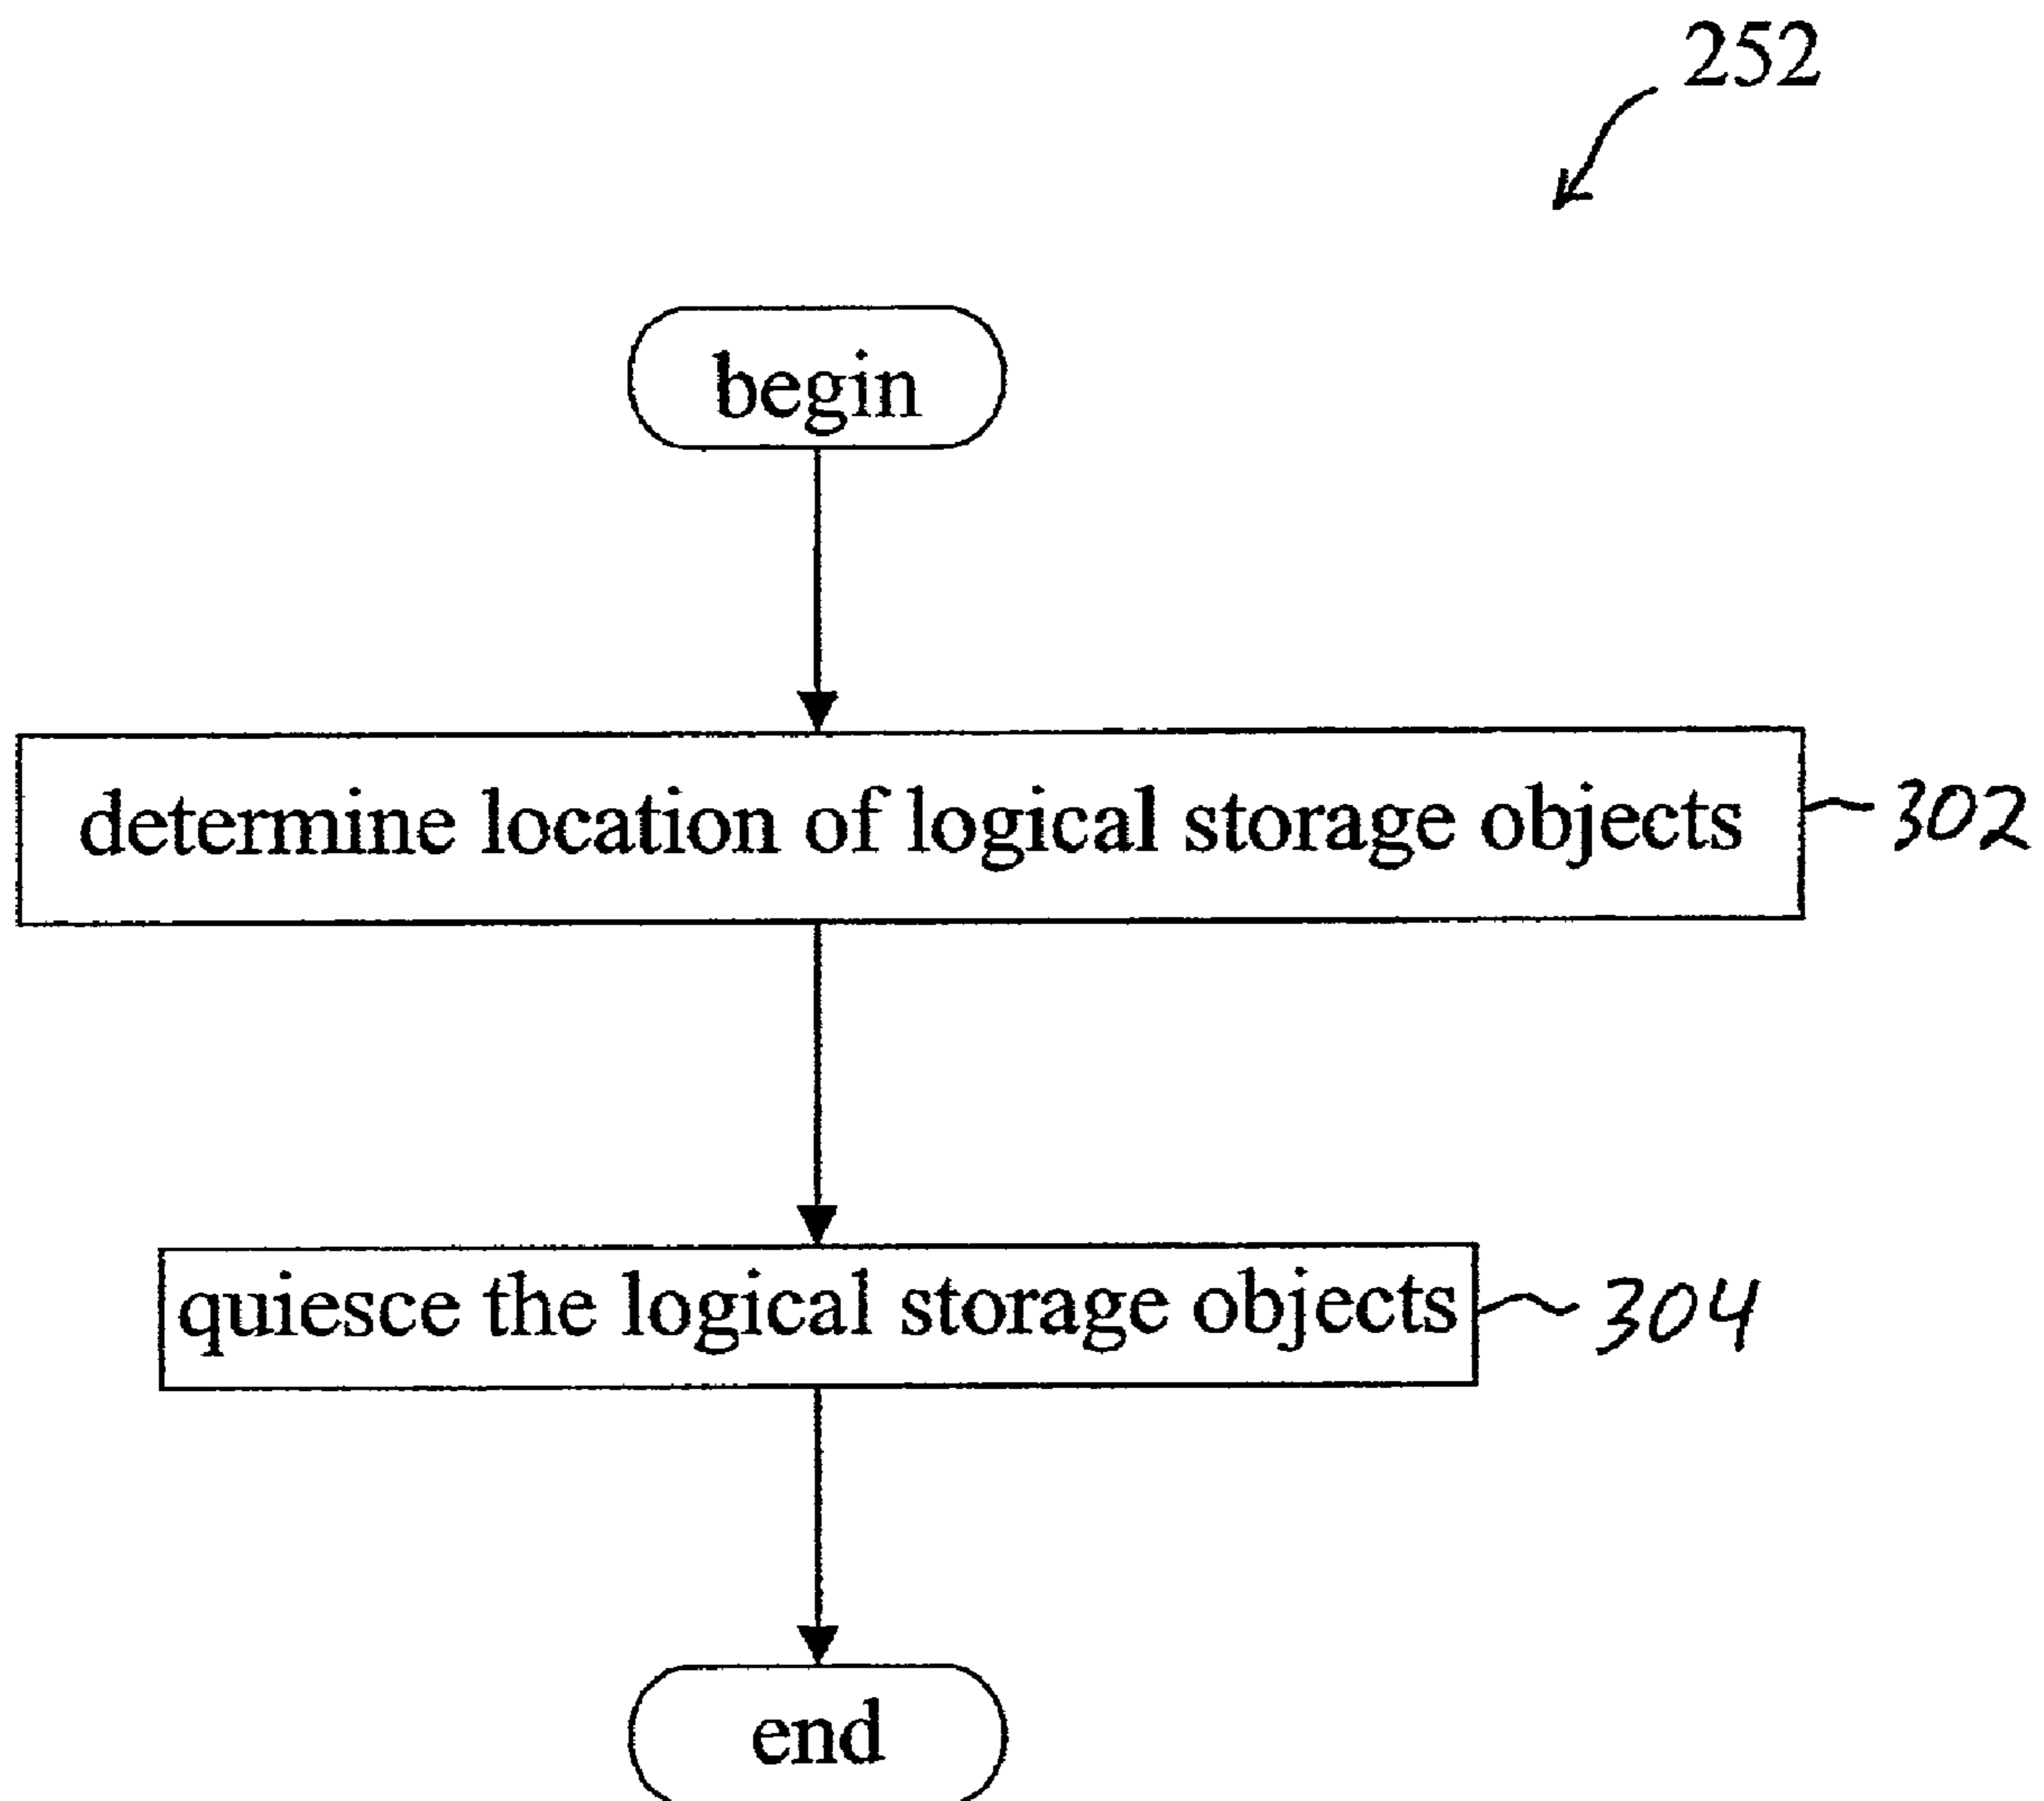 252
begin
determine location of logical storage objects
302
quiesce the logical storage objects
304
end